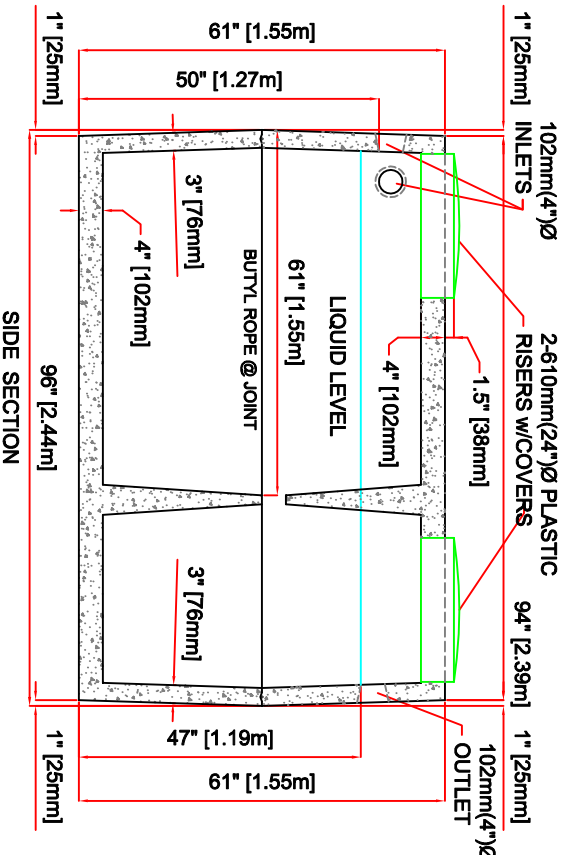 1" [25mm]
61" [1.55m]
50" [1.27m]
1" [25mm]
102mm(4")Ø
INLETS
2-610mm(24")Ø PLASTIC
RISERS w/COVERS
94" [2.39m]
1" [25mm]
102mm(4")Ø
OUTLET
1.5" [38mm]
4" [102mm]
LIQUID LEVEL
61" [1.55m]
BUTYL ROPE @ JOINT
3" [76mm]
3" [76mm]
4" [102mm]
47" [1.19m]
61" [1.55m]
96" [2.44m]
1" [25mm]
SIDE SECTION